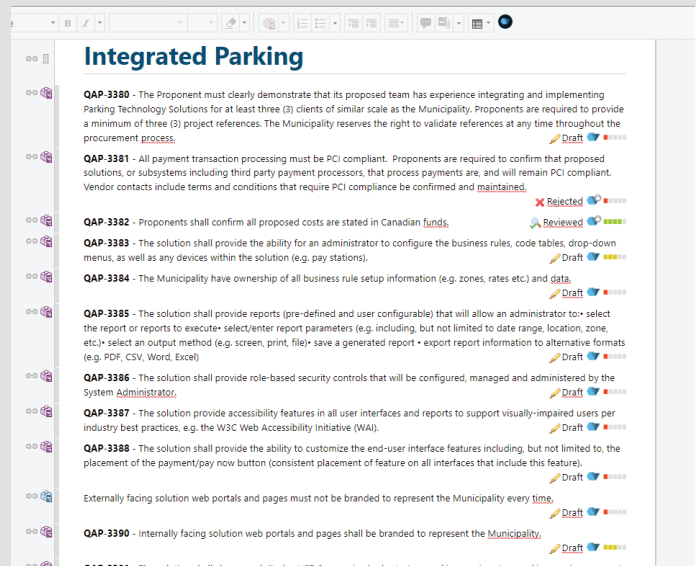 Integrated Parking
QAP-3380 - The Proponent must clearly demonstrate that its proposed team has experience integrating and implementing
Parking Technology Solutions for at least three (3) clients of similar scale as the Municipality. Proponents are required to provide
a minimum of three (3) project references. The Municipality reserves the right to validate references at any time throughout the
procurement process.
Draft
QAP-3381 - All payment transaction processing must be PCI compliant. Proponents are required to confirm that proposed
solutions, or subsystems including third party payment processors, that process payments are, and will remain PCI compliant.
Vendor contacts include terms and conditions that require PCI compliance be confirmed and maintained.
Rejected
QAP-3382 - Proponents shall confirm all proposed costs are stated in Canadian funds.
Reviewed
QAP-3383 - The solution shall provide the ability for an administrator to configure the business rules, code tables, drop-down
menus, as well as any devices within the solution (e.g. pay stations).
Draft
QAP-3384 - The Municipality have ownership of all business rule setup information (e.g. zones, rates etc.) and data.
Draft
QAP-3385 - The solution shall provide reports (pre-defined and user configurable) that will allow an administrator to:• select
the report or reports to execute• select/enter report parameters (e.g. including, but not limited to date range, location, zone,
etc.)• select an output method (e.g. screen, print, file)• save a generated report • export report information to alternative formats
(e.g. PDF, CSV, Word, Excel)
Draft
QAP-3386 - The solution shall provide role-based security controls that will be configured, managed and administered by the
System Administrator.
Draft
QAP-3387 - The solution provide accessibility features in all user interfaces and reports to support visually-impaired users per
industry best practices, e.g. the W3C Web Accessibility Initiative (WAI).
Draft
QAP-3388 - The solution shall provide the ability to customize the end-user interface features including, but not limited to, the
placement of the payment/pay now button (consistent placement of feature on all interfaces that include this feature).
Draft
Externally facing solution web portals and pages must not be branded to represent the Municipality every time.
Draft
QAP-3390 - Internally facing solution web portals and pages shall be branded to represent the Municipality.
Draft